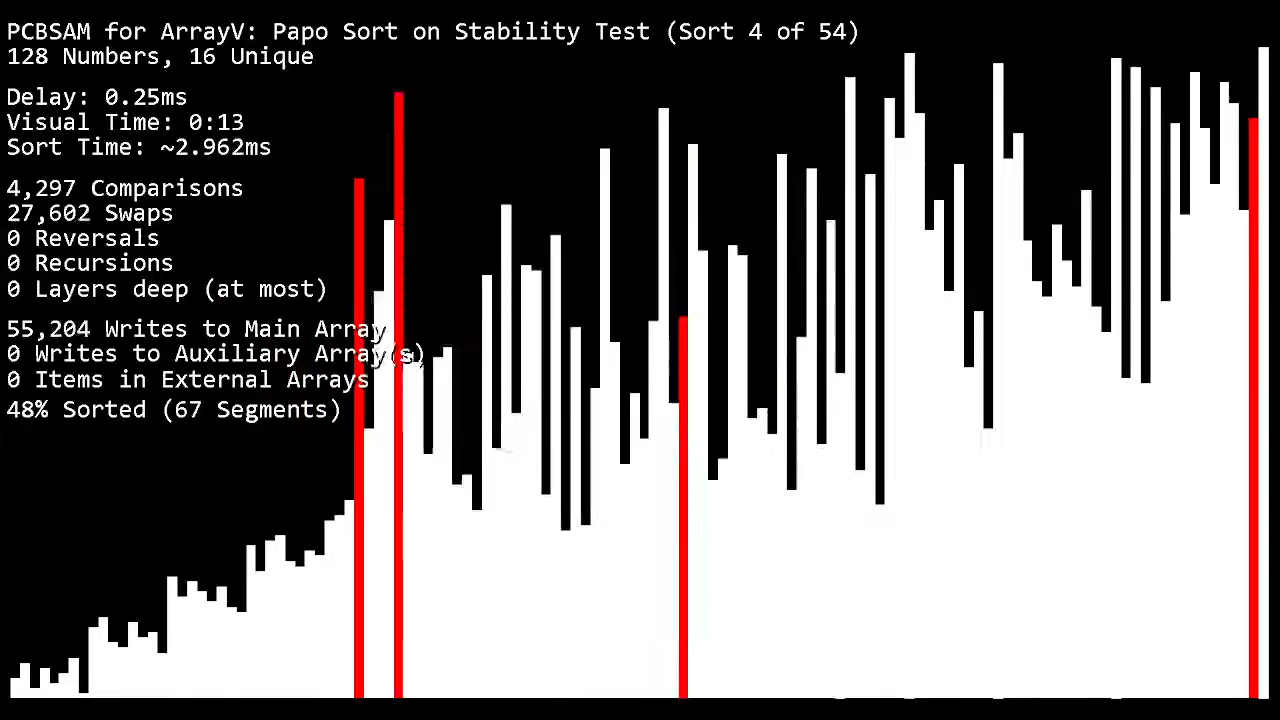 PCBSAM for ArrayV: Papo Sort on Stability Test (Sort 4 of 54)
128 Numbers, 16 Unique
Delay: 0.25ms
Visual Time: 0:13
Sort Time: ~2.962ms
4,297 Comparisons
27,602 Swaps
0 Reversals
0 Recursions
0 Layers deep (at most)
55,204 Writes to Main Array
0 Writes to Auxiliary Array(s)
0 Items in External Arrays
48% Sorted (67 Segments)